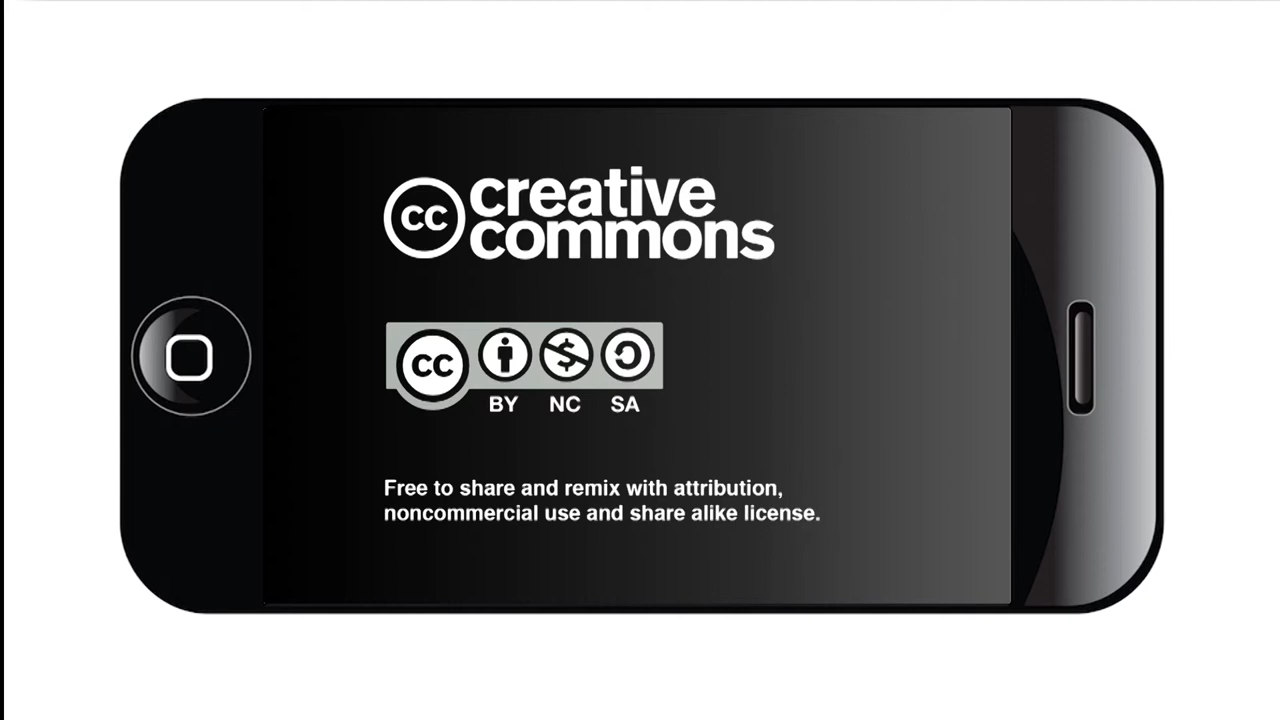 cc creative
commons
cc
BY NC SA
Free to share and remix with attribution,
noncommercial use and share alike license.